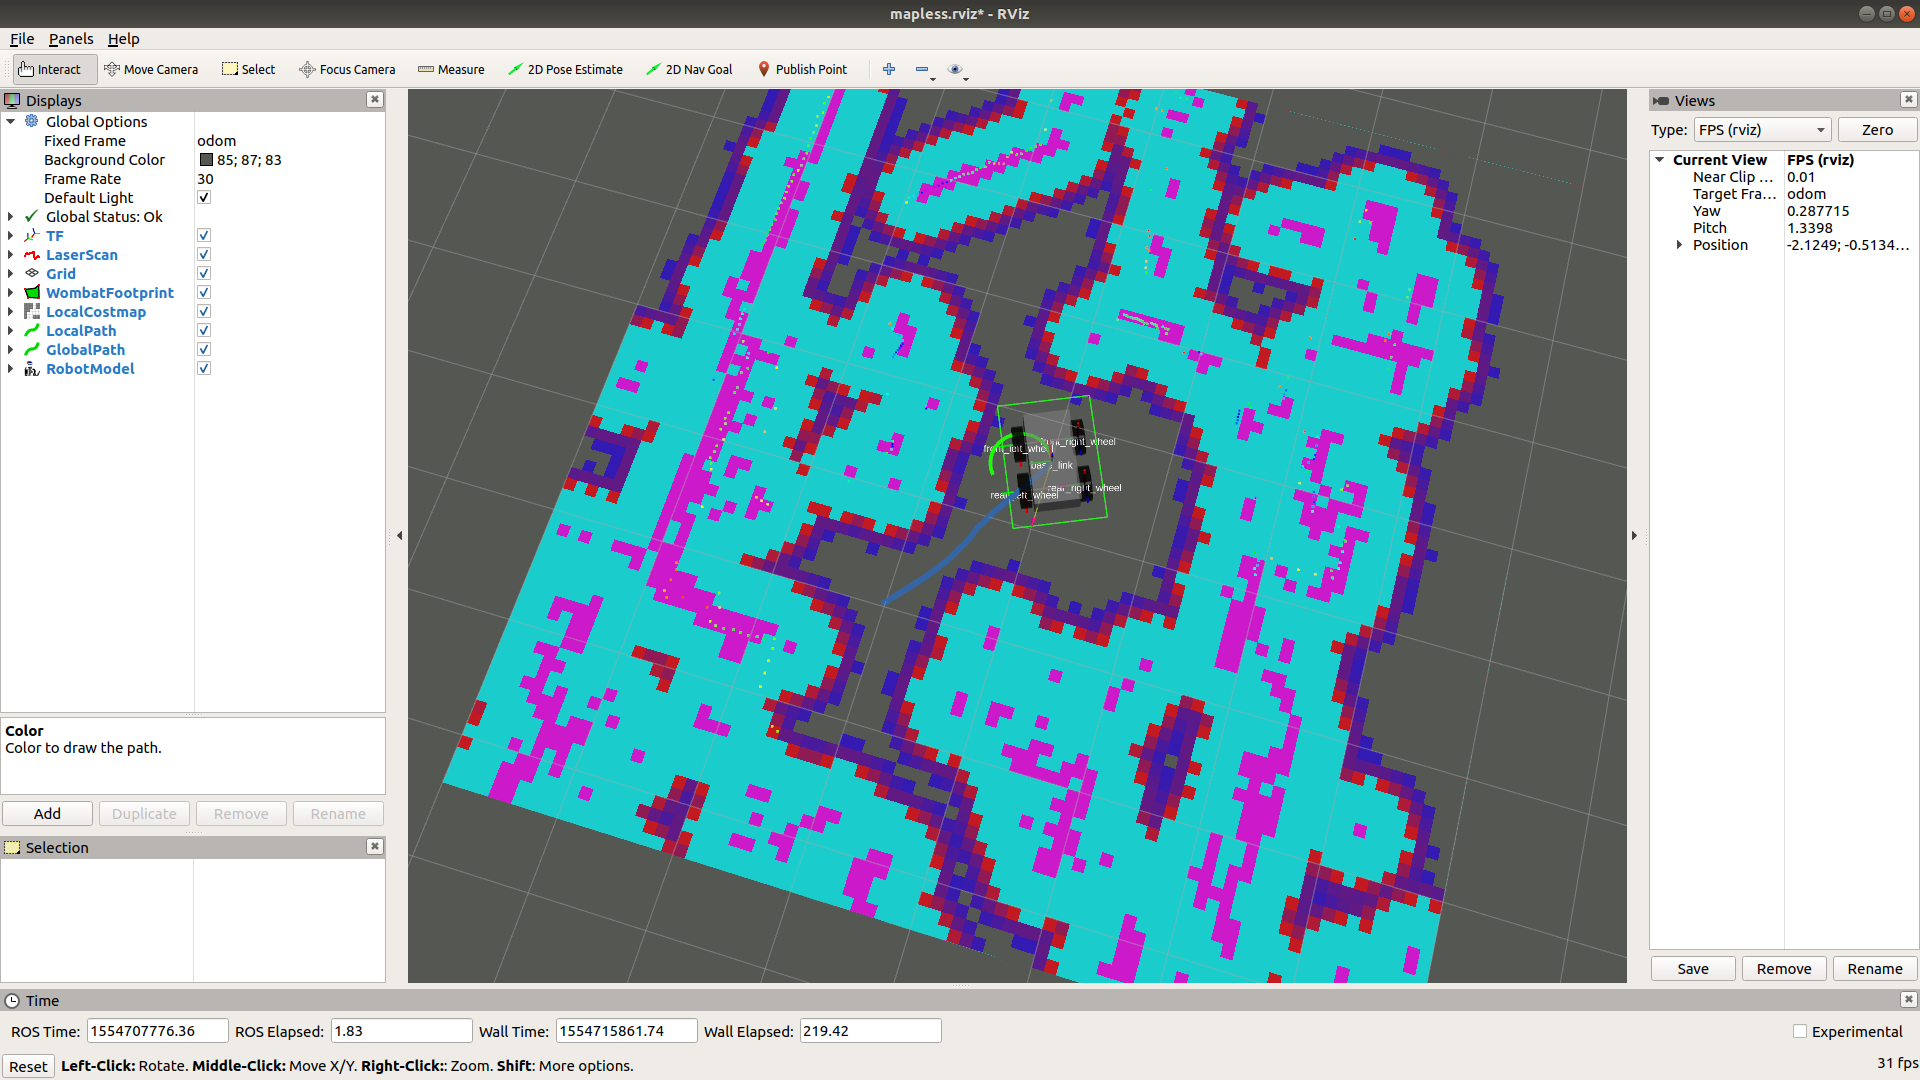 mapless.rviz* - RViz
File Panels Help
Interact Move Camera Select Focus Camera Measure 2D Pose Estimate 2D Nav Goal Publish Point
Displays
Global Options
Fixed Frame odom
Background Color 85; 87; 83
Frame Rate 30
Default Light
Global Status: Ok
TF
LaserScan
Grid
WombatFootprint
LocalCostmap
LocalPath
GlobalPath
RobotModel
Color
Color to draw the path.
Add Duplicate Remove Rename
Selection
front_right_wheel
front_left_wheel
base_link
rear_right_wheel
rear_left_wheel
Views
Type: FPS (rviz) Zero
Current View FPS (rviz)
Near Clip ... 0.01
Target Fra... odom
Yaw 0.287715
Pitch 1.3398
Position -2.1249; -0.5134...
Save Remove Rename
Time
ROS Time: 1554707776.36 ROS Elapsed: 1.83 Wall Time: 1554715861.74 Wall Elapsed: 219.42 Experimental
Reset Left-Click: Rotate. Middle-Click: Move X/Y. Right-Click:: Zoom. Shift: More options. 31 fps